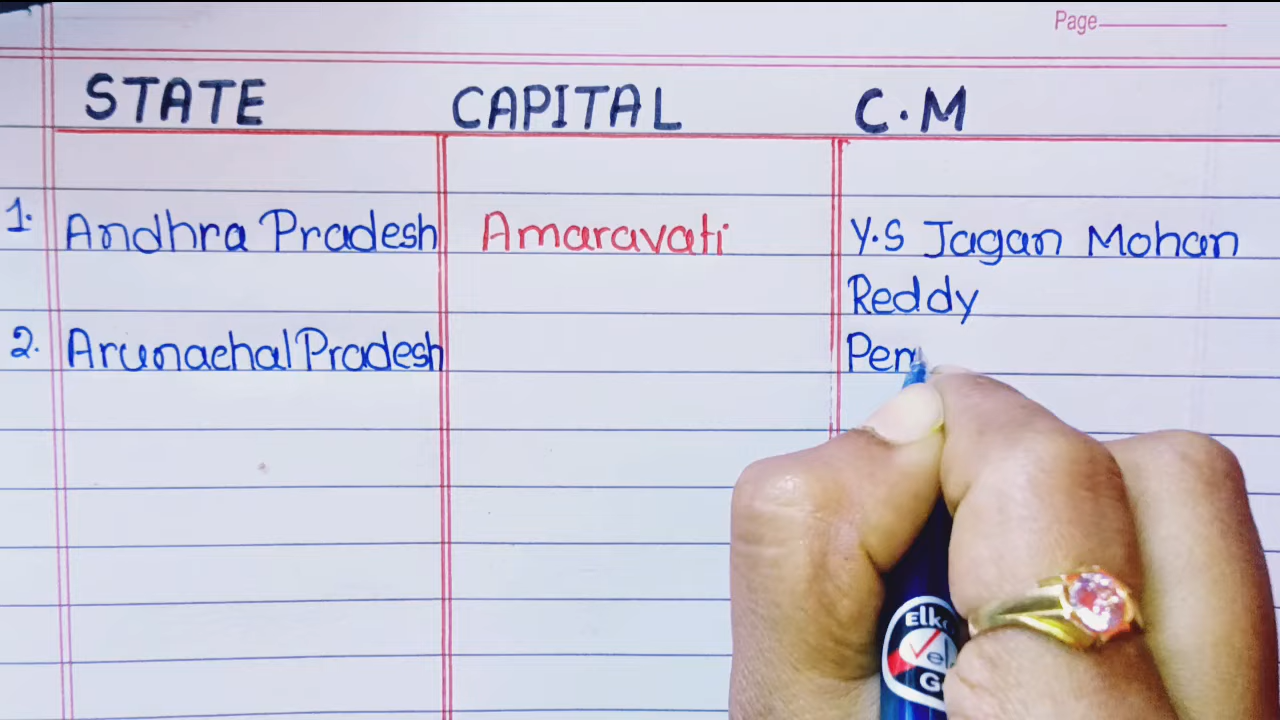 Page
STATE CAPITAL C.M
1. Andhra Pradesh Amaravati Y.S Jagan Mohan
Reddy
2. Arunachal Pradesh Pem